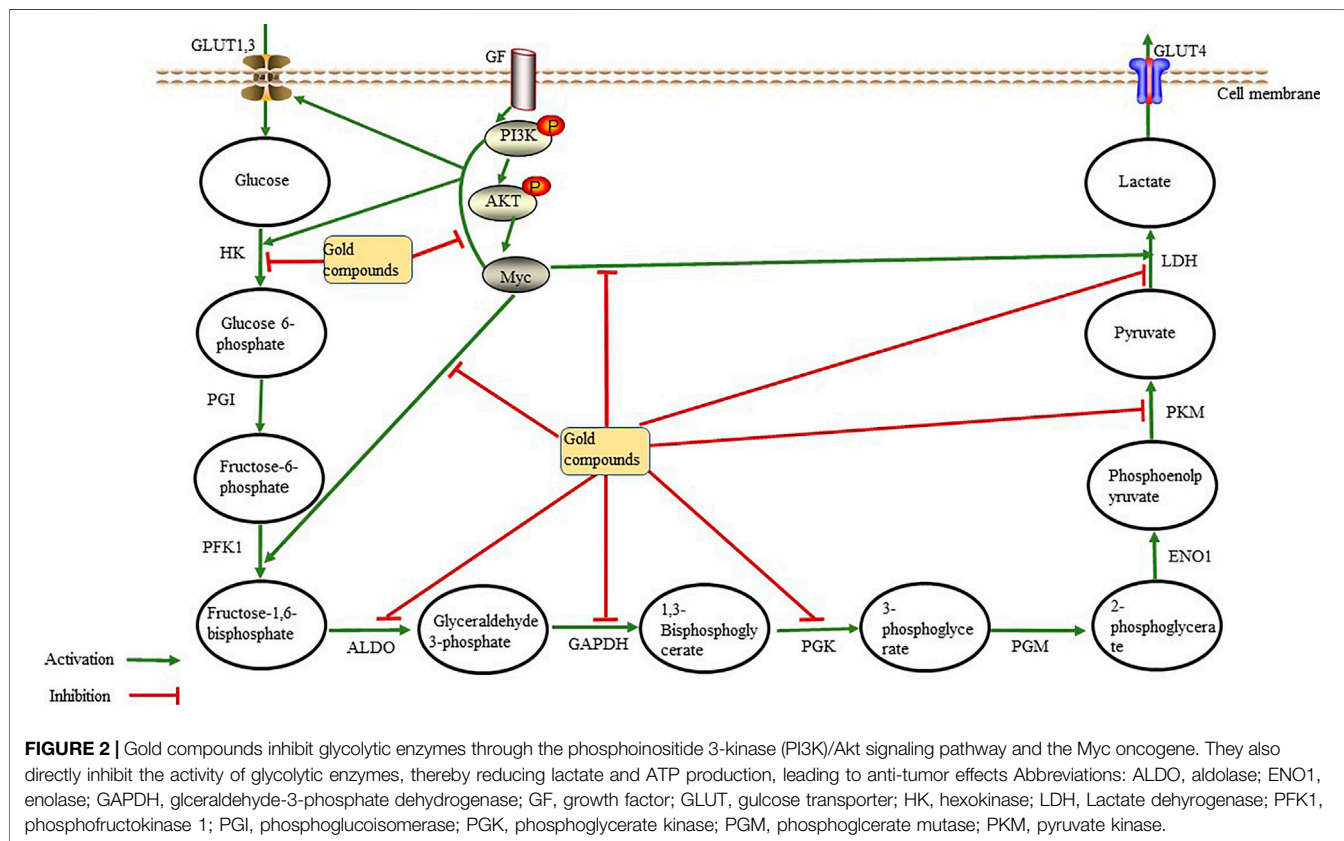 GLUT1,3
GF
GLUT4
Cell membrane
PI3K
P
Glucose
AKT
P
Lactate
HK
Gold
compounds
Myc
LDH
Glucose 6-
phosphate
Pyruvate
PGI
PKM
Gold
compounds
Fructose-6-
phosphate
Phosphoenolp
yruvate
PFK1
ENO1
Fructose-1,6-
bisphosphate
ALDO
Glyceraldehyde
3-phosphate
GAPDH
1,3-
Bisphosphogly
cerate
PGK
3-
phosphoglyce
rate
PGM
2-
phosphoglycera
te
Activation
Inhibition
FIGURE 2 | Gold compounds inhibit glycolytic enzymes through the phosphoinositide 3-kinase (PI3K)/Akt signaling pathway and the Myc oncogene. They also
directly inhibit the activity of glycolytic enzymes, thereby reducing lactate and ATP production, leading to anti-tumor effects Abbreviations: ALDO, aldolase; ENO1,
enolase; GAPDH, glceraldehyde-3-phosphate dehydrogenase; GF, growth factor; GLUT, gulcose transporter; HK, hexokinase; LDH, Lactate dehyrogenase; PFK1,
phosphofructokinase 1; PGI, phosphoglucoisomerase; PGK, phosphoglycerate kinase; PGM, phosphoglcerate mutase; PKM, pyruvate kinase.